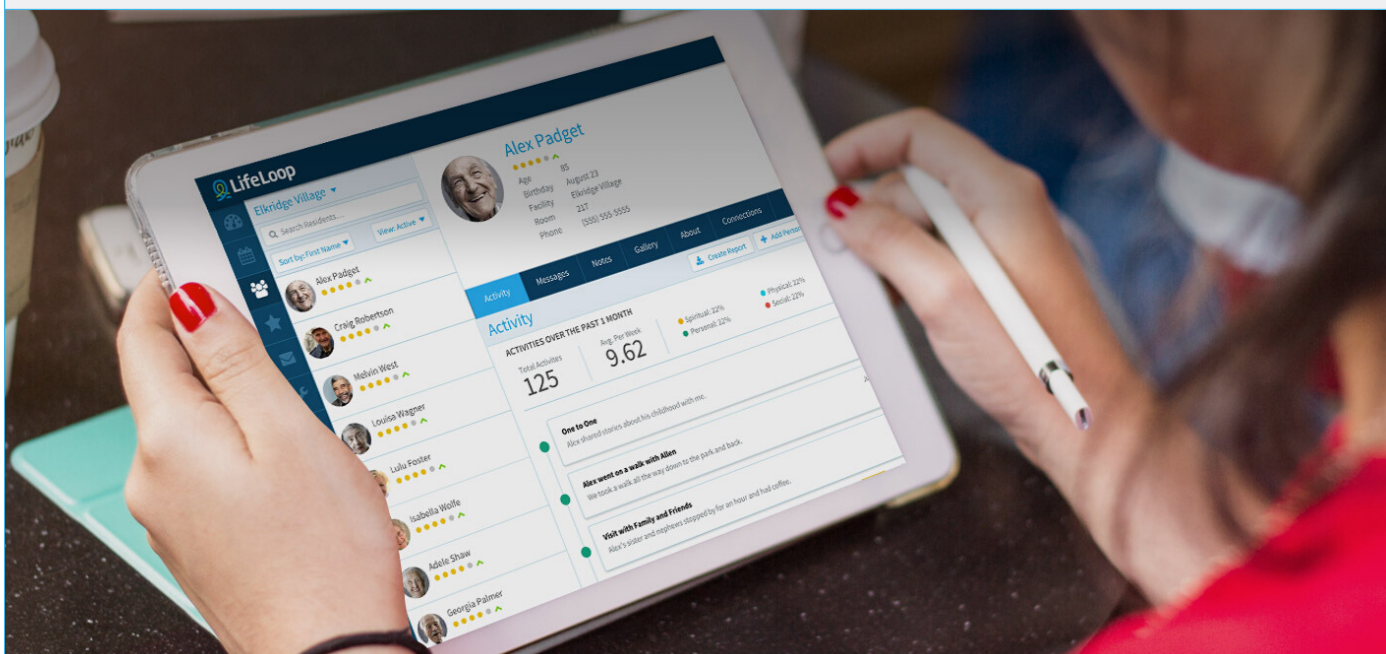 LifeLoop
Elkridge Village
Search Residents...
Sort by: First Name
View: Active
Alex Padget
Craig Robertson
Melvin West
Louisa Wagner
Lulu Foster
Isabella Wolfe
Adele Shaw
Georgia Palmer
Alex Padget
Age 85
Birthday August 23
Facility Elkridge Village
Room 217
Phone (555) 555-5555
Activity Messages Notes Gallery About Connections
Create Report
Activity
ACTIVITIES OVER THE PAST 1 MONTH
Total Activites
125
Avg. Per Week
9.62
Spiritual: 22%
Personal: 22%
Physical: 22%
Social: 22%
One to One
Alex shared stories about his childhood with me.
Alex went on a walk with Allen
We took a walk all the way down to the park and back.
Visit with Family and Friends
Alex's sister and nephews stopped by for an hour and had coffee.